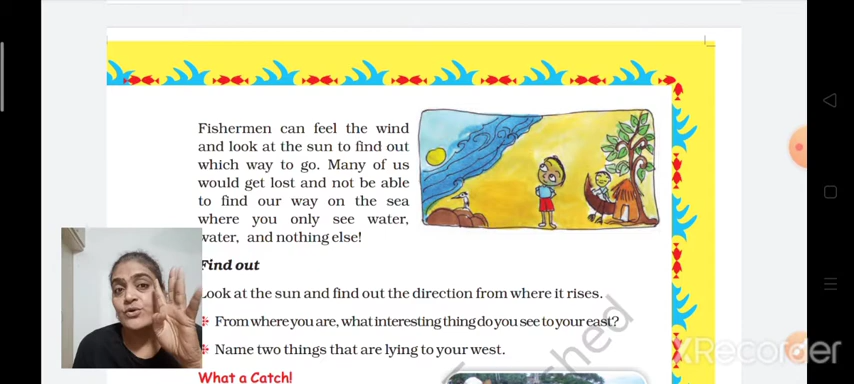 Fishermen can feel the wind
and look at the sun to find out
which way to go. Many of us
would get lost and not be able
to find our way on the sea
where you only see water,
water, and nothing else!
Find out
Look at the sun and find out the direction from where it rises.
From where you are, what interesting thing do you see to your east?
Name two things that are lying to your west.
What a Catch!
XRecorder